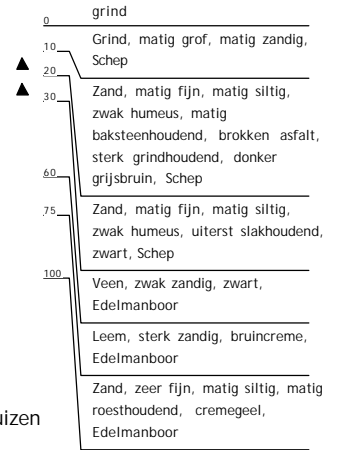 grind
0
Grind, matig grof, matig zandig,
Schep
10
Zand, matig fijn, matig siltig,
zwak humeus, matig
baksteenhoudend, brokken asfalt,
sterk grindhoudend, donker
grijsbruin, Schep
20
30
Zand, matig fijn, matig siltig,
zwak humeus, uiterst slakhoudend,
zwart, Schep
60
Veen, zwak zandig, zwart,
Edelmanboor
75
Leem, sterk zandig, bruincreme,
Edelmanboor
100
Zand, zeer fijn, matig siltig, matig
roesthoudend, cremegeel,
Edelmanboor
uizen